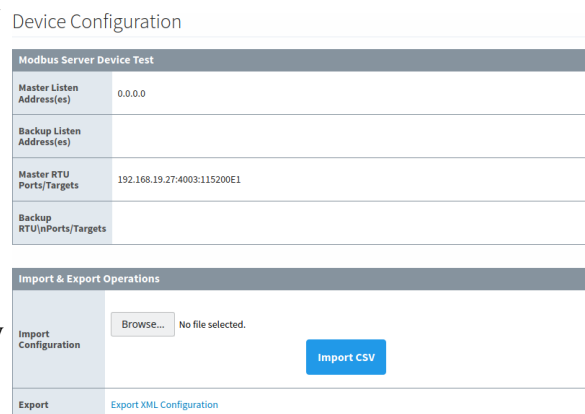 Device Configuration
Modbus Server Device Test
Master Listen
Address(es)
0.0.0.0
Backup Listen
Address(es)
Master RTU
Ports/Targets
192.168.19.27:4003:115200E1
Backup
RTU\nPorts/Targets
Import & Export Operations
Import
Configuration
Browse... No file selected.
Import CSV
Export
Export XML Configuration